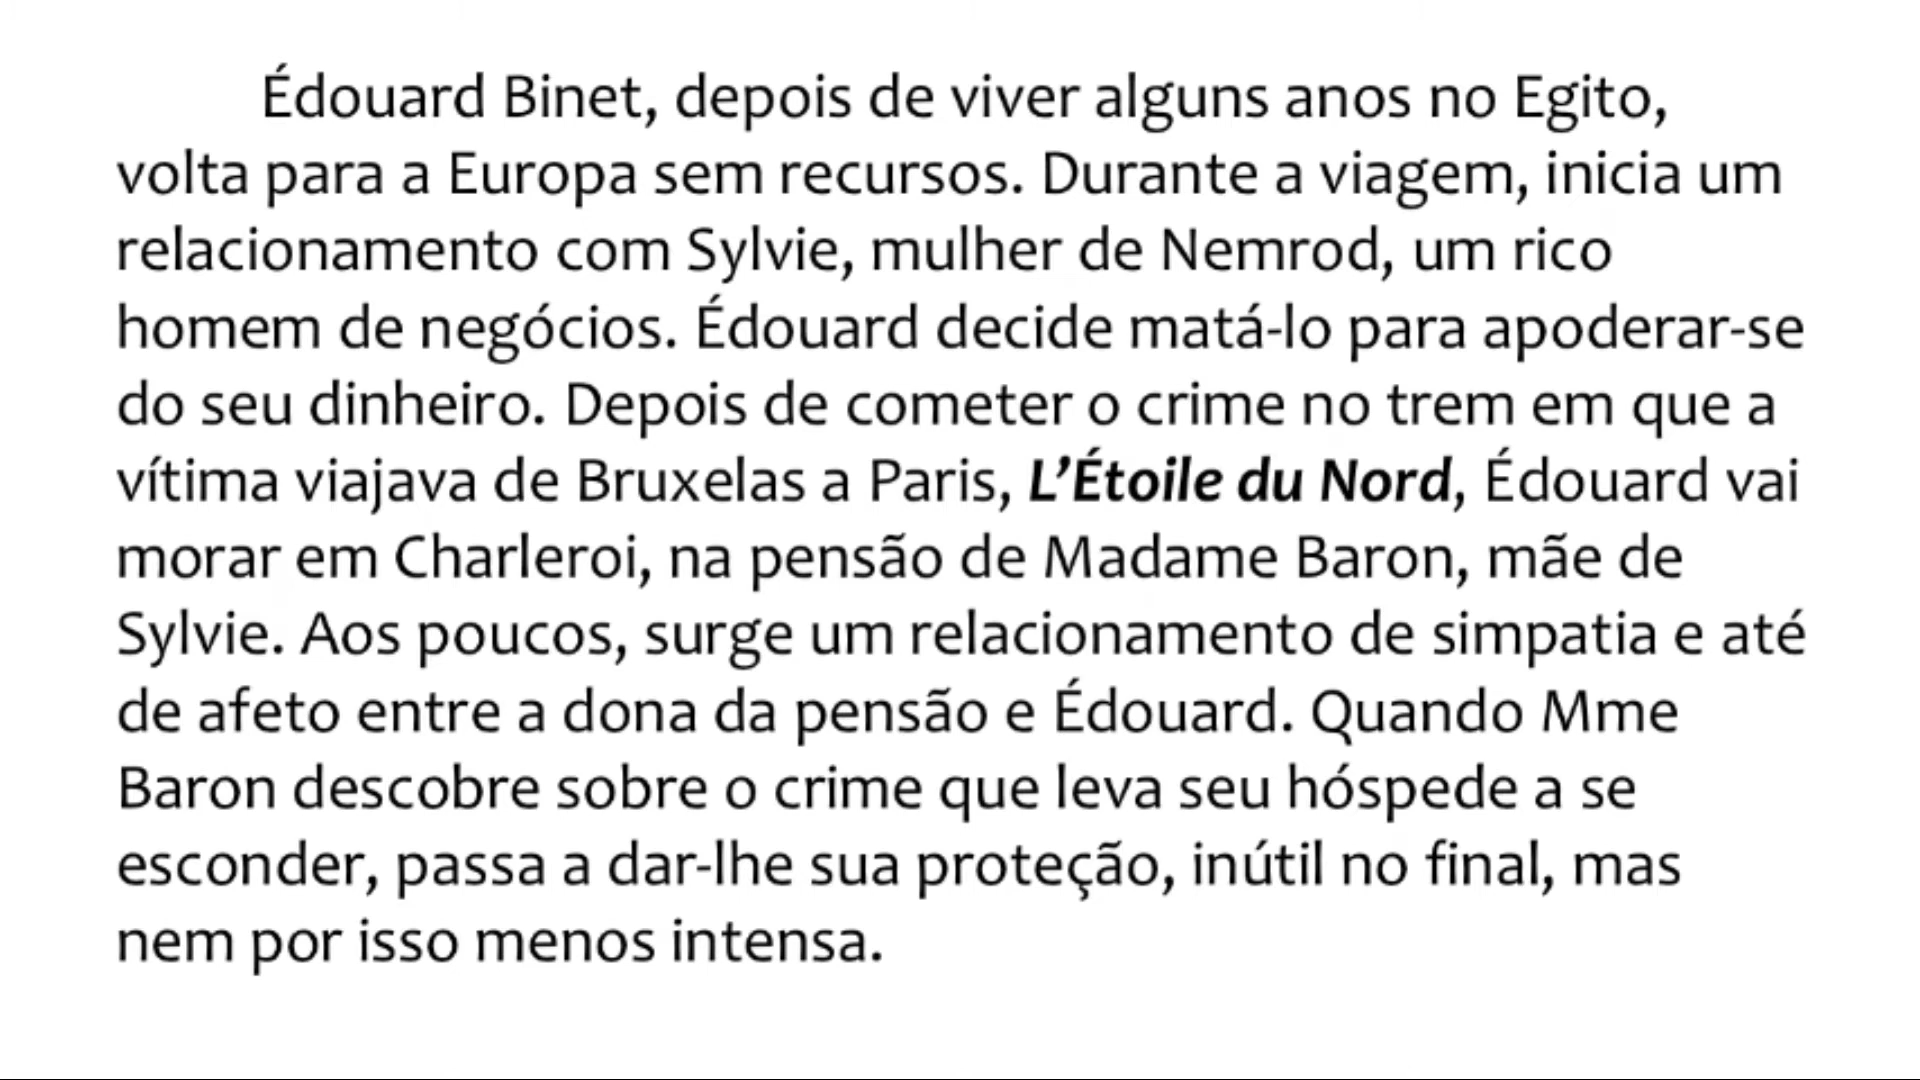 Édouard Binet, depois de viver alguns anos no Egito,
volta para a Europa sem recursos. Durante a viagem, inicia um
relacionamento com Sylvie, mulher de Nemrod, um rico
homem de negócios. Édouard decide matá-lo para apoderar-se
do seu dinheiro. Depois de cometer o crime no trem em que a
vítima viajava de Bruxelas a Paris, L’Étoile du Nord, Édouard vai
morar em Charleroi, na pensão de Madame Baron, mãe de
Sylvie. Aos poucos, surge um relacionamento de simpatia e até
de afeto entre a dona da pensão e Édouard. Quando Mme
Baron descobre sobre o crime que leva seu hóspede a se
esconder, passa a dar-lhe sua proteção, inútil no final, mas
nem por isso menos intensa.